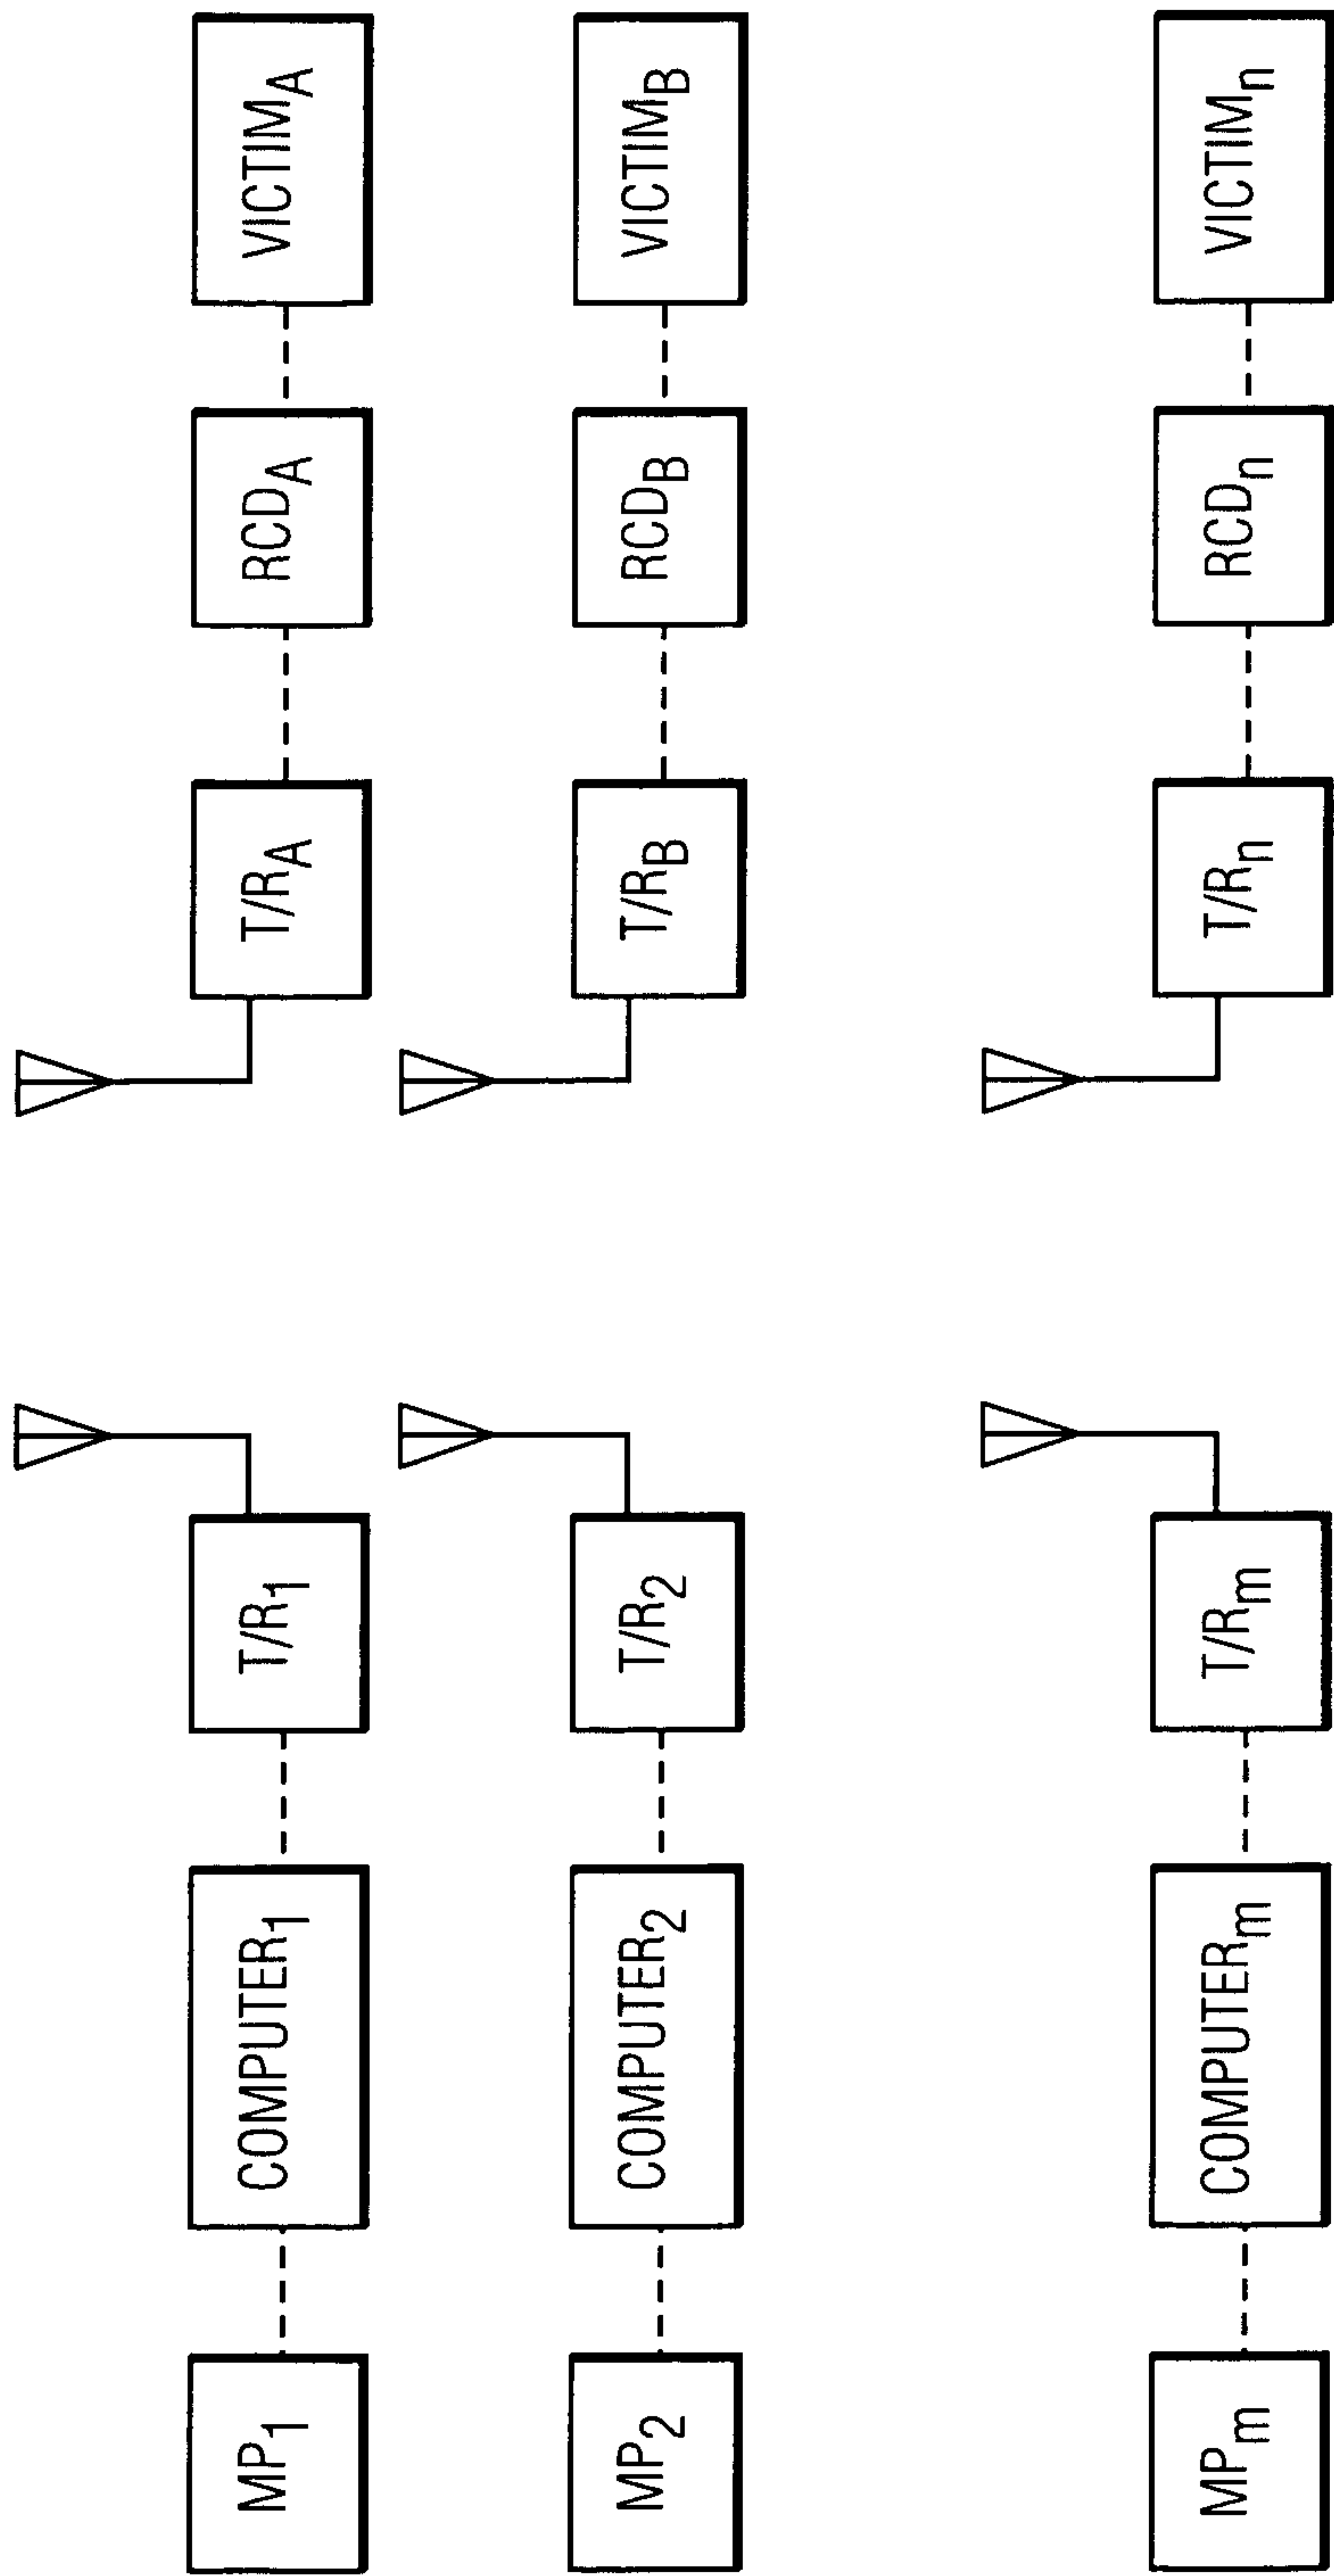 MP1 COMPUTER1 T/R1 T/RA RCDA VICTIMA
MP2 COMPUTER2 T/R2 T/RB RCDB VICTIMB
MPm COMPUTERm T/Rm T/Rn RCDn VICTIMn